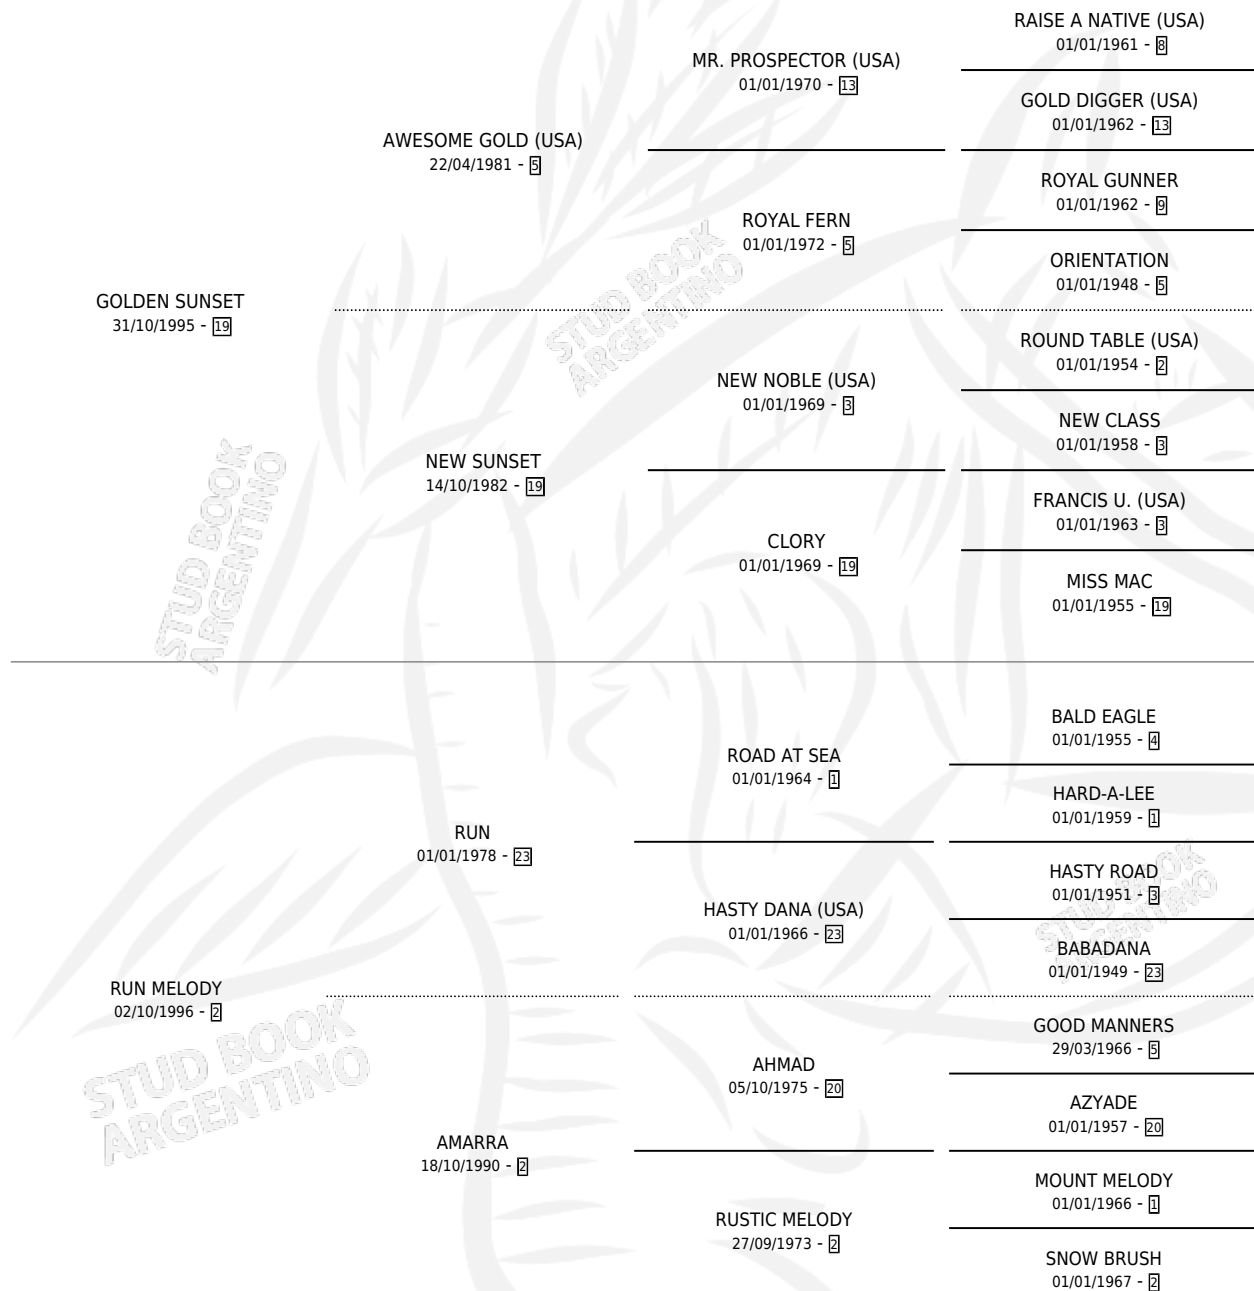 RAISE A NATIVE (USA)
01/01/1961 - 8
MR. PROSPECTOR (USA)
01/01/1970 - 13
GOLD DIGGER (USA)
01/01/1962 - 13
AWESOME GOLD (USA)
22/04/1981 - 5
ROYAL GUNNER
01/01/1962 - 9
ROYAL FERN
01/01/1972 - 5
ORIENTATION
01/01/1948 - 5
GOLDEN SUNSET
31/10/1995 - 19
ROUND TABLE (USA)
01/01/1954 - 2
NEW NOBLE (USA)
01/01/1969 - 3
NEW CLASS
01/01/1958 - 3
NEW SUNSET
14/10/1982 - 19
FRANCIS U. (USA)
01/01/1963 - 3
CLORY
01/01/1969 - 19
MISS MAC
01/01/1955 - 19
BALD EAGLE
01/01/1955 - 4
ROAD AT SEA
01/01/1964 - 1
HARD-A-LEE
01/01/1959 - 1
RUN
01/01/1978 - 23
HASTY ROAD
01/01/1951 - 3
HASTY DANA (USA)
01/01/1966 - 23
BABADANA
01/01/1949 - 23
RUN MELODY
02/10/1996 - 2
GOOD MANNERS
29/03/1966 - 5
AHMAD
05/10/1975 - 20
AZYADE
01/01/1957 - 20
AMARRA
18/10/1990 - 2
MOUNT MELODY
01/01/1966 - 1
RUSTIC MELODY
27/09/1973 - 2
SNOW BRUSH
01/01/1967 - 2
STUD BOOK
ARGENTINO
STUD BOOK
ARGENTINO
STUD BOOK
ARGENTINO
STUD BOOK
ARGENTINO